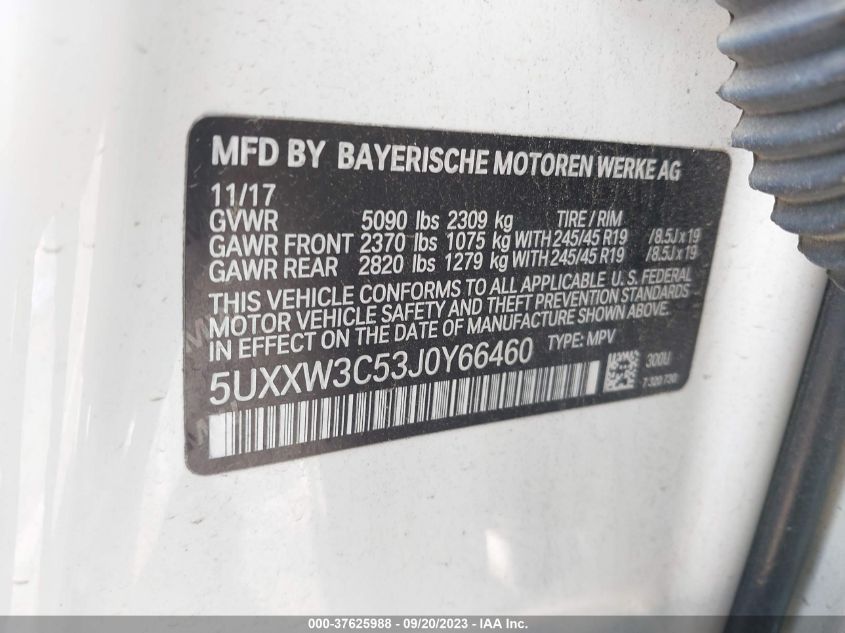 MFD BY BAYERISCHE MOTOREN WERKE AG
11/17
GVWR 5090 lbs 2309 kg TIRE / RIM
GAWR FRONT 2370 lbs 1075 kg WITH 245/45 R19 /8.5J x 19
GAWR REAR 2820 lbs 1279 kg WITH 245/45 R19 /8.5J x 19
THIS VEHICLE CONFORMS TO ALL APPLICABLE U.S. FEDERAL
MOTOR VEHICLE SAFETY AND THEFT PREVENTION STANDARDS
IN EFFECT ON THE DATE OF MANUFACTURE SHOWN ABOVE.
5UXXW3C53J0Y66460 TYPE: MPV
300U
000-37625988 - 09/20/2023 - IAA Inc.